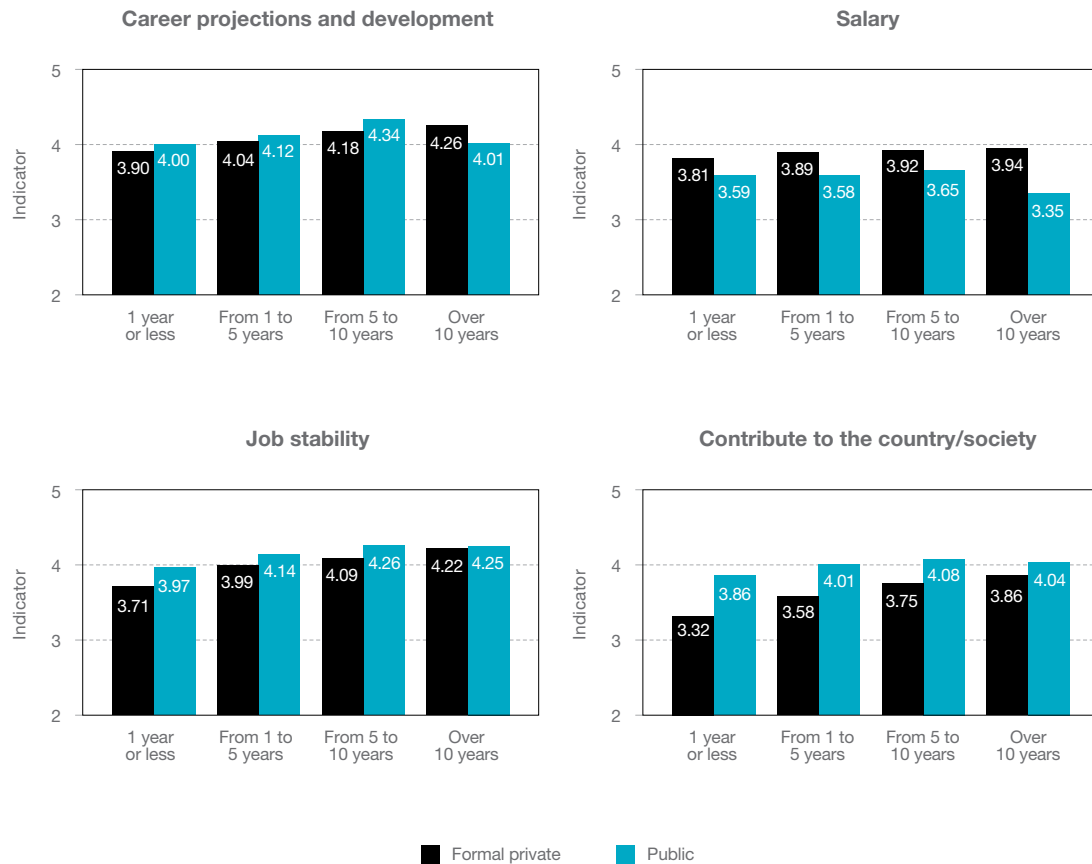 Career projections and development
5
4
3
2
Indicator
3.90
4.00
4.04
4.12
4.18
4.34
4.26
4.01
1 year
or less
From 1 to
5 years
From 5 to
10 years
Over
10 years
Salary
5
4
3
2
Indicator
3.81
3.59
3.89
3.58
3.92
3.65
3.94
3.35
1 year
or less
From 1 to
5 years
From 5 to
10 years
Over
10 years
Job stability
5
4
3
2
Indicator
3.71
3.97
3.99
4.14
4.09
4.26
4.22
4.25
1 year
or less
From 1 to
5 years
From 5 to
10 years
Over
10 years
Contribute to the country/society
5
4
3
2
Indicator
3.32
3.86
3.58
4.01
3.75
4.08
3.86
4.04
1 year
or less
From 1 to
5 years
From 5 to
10 years
Over
10 years
Formal private
Public